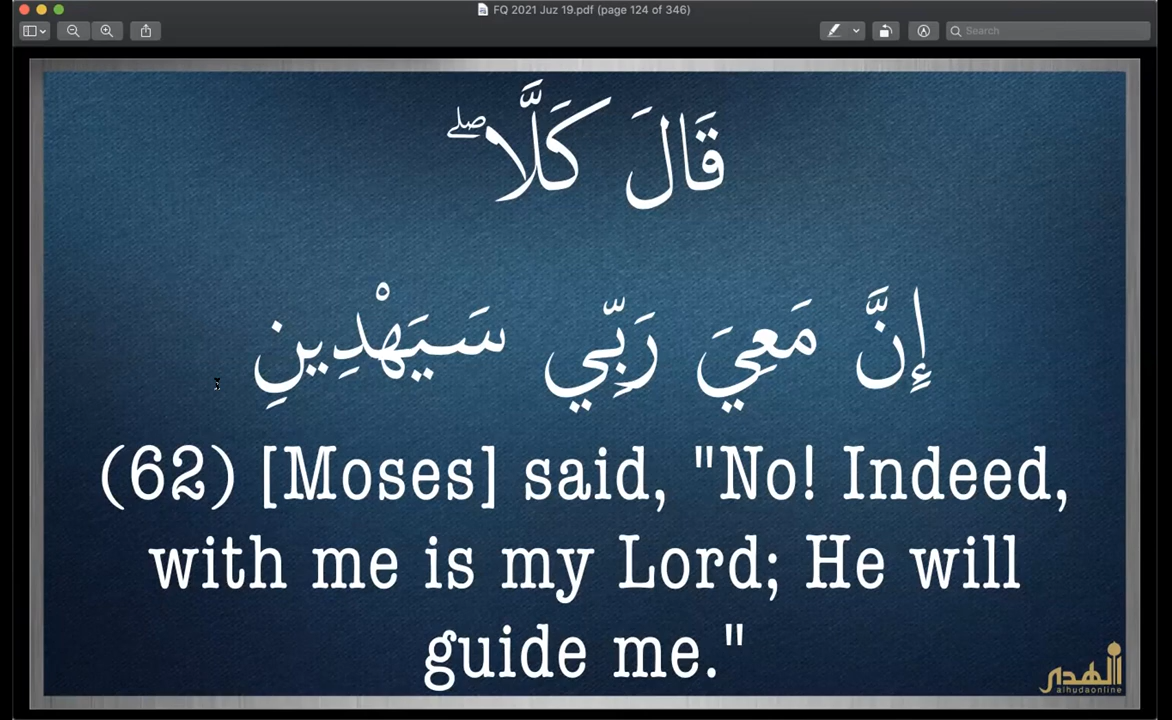 FQ 2021 Juz 19.pdf (page 124 of 346)
Search
قَالَ كَلَّا ۖ
إِنَّ مَعِيَ رَبِّي سَيَهْدِينِ
(62) [Moses] said, "No! Indeed,
with me is my Lord; He will
guide me."
الهدى
alhudaonline